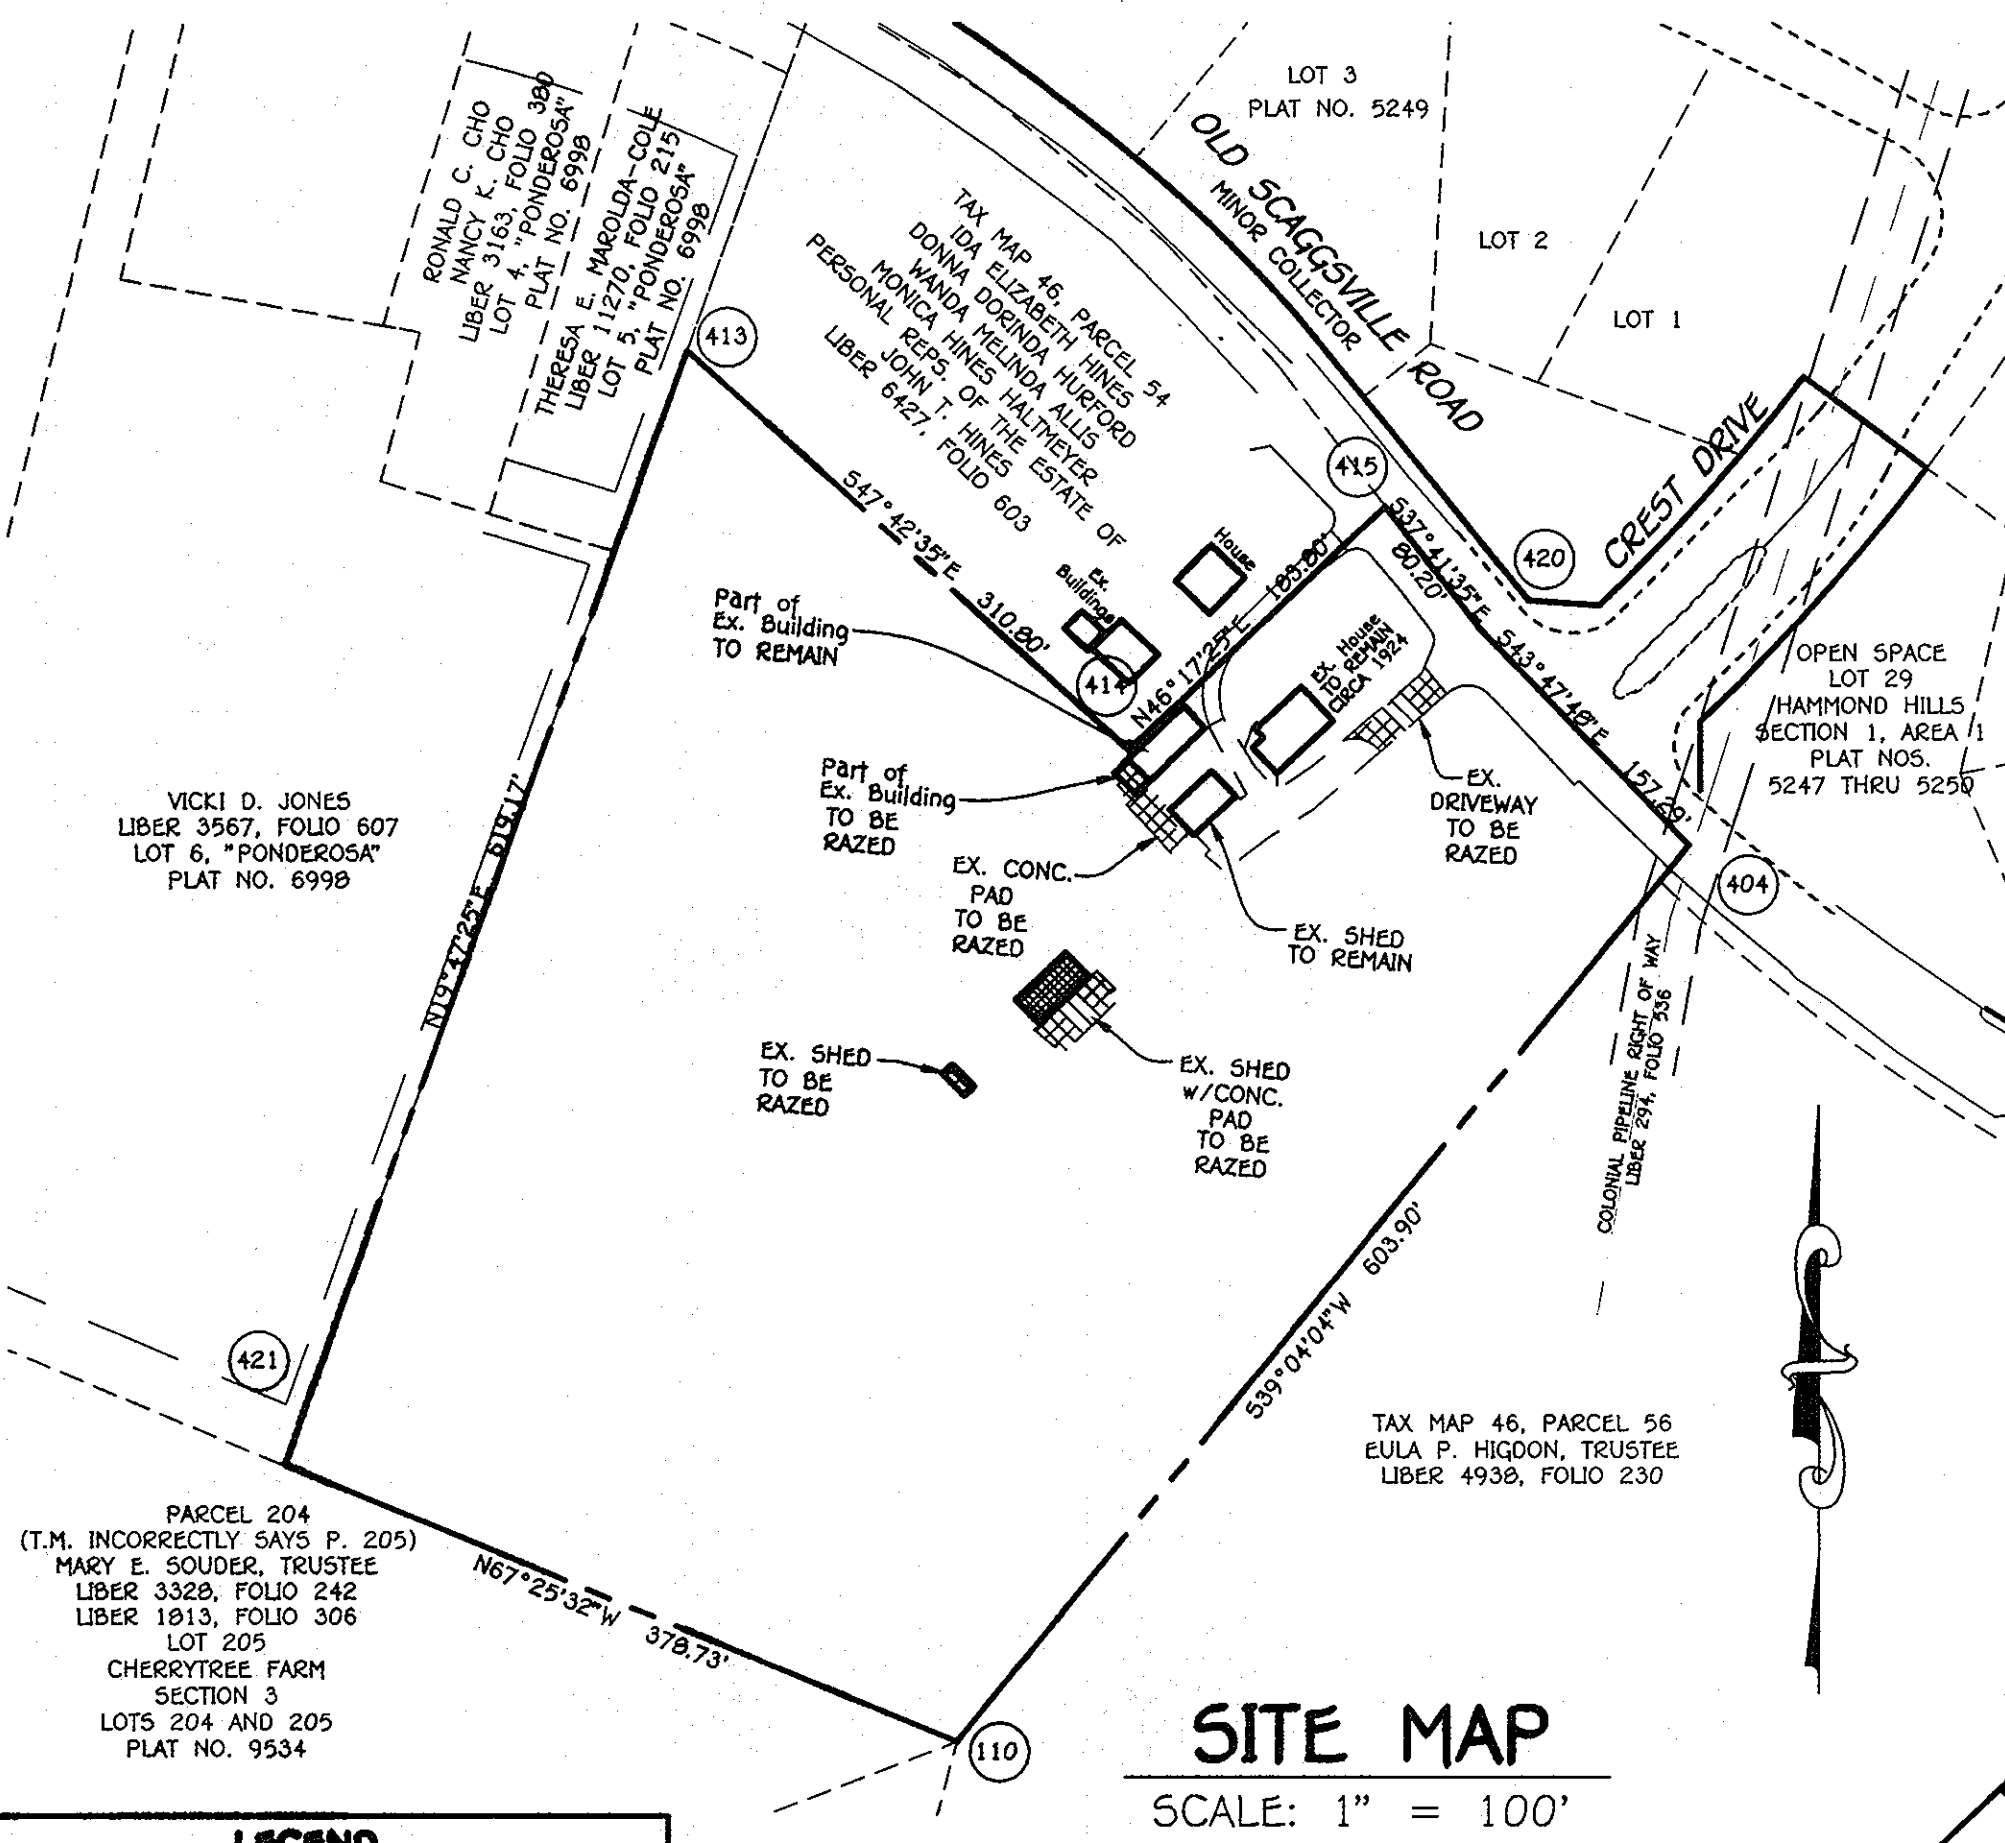 LOT 3
PLAT NO. 5249
OLD SCAGGSVILLE ROAD
MINOR COLLECTOR
LOT 2
LOT 1
CREST DRIVE
RONALD C. CHO
NANCY K. CHO
LIBER 3163, FOLIO 380
LOT 4, "PONDEROSA"
PLAT NO. 6998
THERESA E. MAROLDA-COLE
LIBER 11270, FOLIO 215
LOT 5, "PONDEROSA"
PLAT NO. 6998
413
TAX MAP 46, PARCEL 54
IDA ELIZABETH HINES
DONNA DORINDA HURFORD
WANDA MELINDA ALLIS
MONICA HINES HALTMEYER
PERSONAL REPS. OF THE ESTATE OF
JOHN T. HINES
LIBER 6427, FOLIO 603
415
420
S47°42'35"E 310.80'
House
Ex.
Buildings
N46°17'25"E 183.80'
S37°41'35"E
80.20'
S43°47'48"E 157.29'
414
Part of
Ex. Building
TO REMAIN
EX. House
TO REMAIN
CIRCA 1924
OPEN SPACE
LOT 29
HAMMOND HILLS
SECTION 1, AREA 1
PLAT NOS.
5247 THRU 5250
VICKI D. JONES
LIBER 3567, FOLIO 607
LOT 6, "PONDEROSA"
PLAT NO. 6998
N19°47'25"E 619.17'
Part of
Ex. Building
TO BE
RAZED
EX.
DRIVEWAY
TO BE
RAZED
EX. CONC.
PAD
TO BE
RAZED
EX. SHED
TO REMAIN
404
EX. SHED
TO BE
RAZED
EX. SHED
W/CONC.
PAD
TO BE
RAZED
COLONIAL PIPELINE RIGHT OF WAY
LIBER 294, FOLIO 536
S39°04'04"W 603.90'
421
TAX MAP 46, PARCEL 56
EULA P. HIGDON, TRUSTEE
LIBER 4938, FOLIO 230
PARCEL 204
(T.M. INCORRECTLY SAYS P. 205)
MARY E. SOUDER, TRUSTEE
LIBER 3328, FOLIO 242
LIBER 1813, FOLIO 306
LOT 205
CHERRYTREE FARM
SECTION 3
LOTS 204 AND 205
PLAT NO. 9534
N67°25'32"W 378.73'
110
SITE MAP
SCALE: 1" = 100'
LEGEND